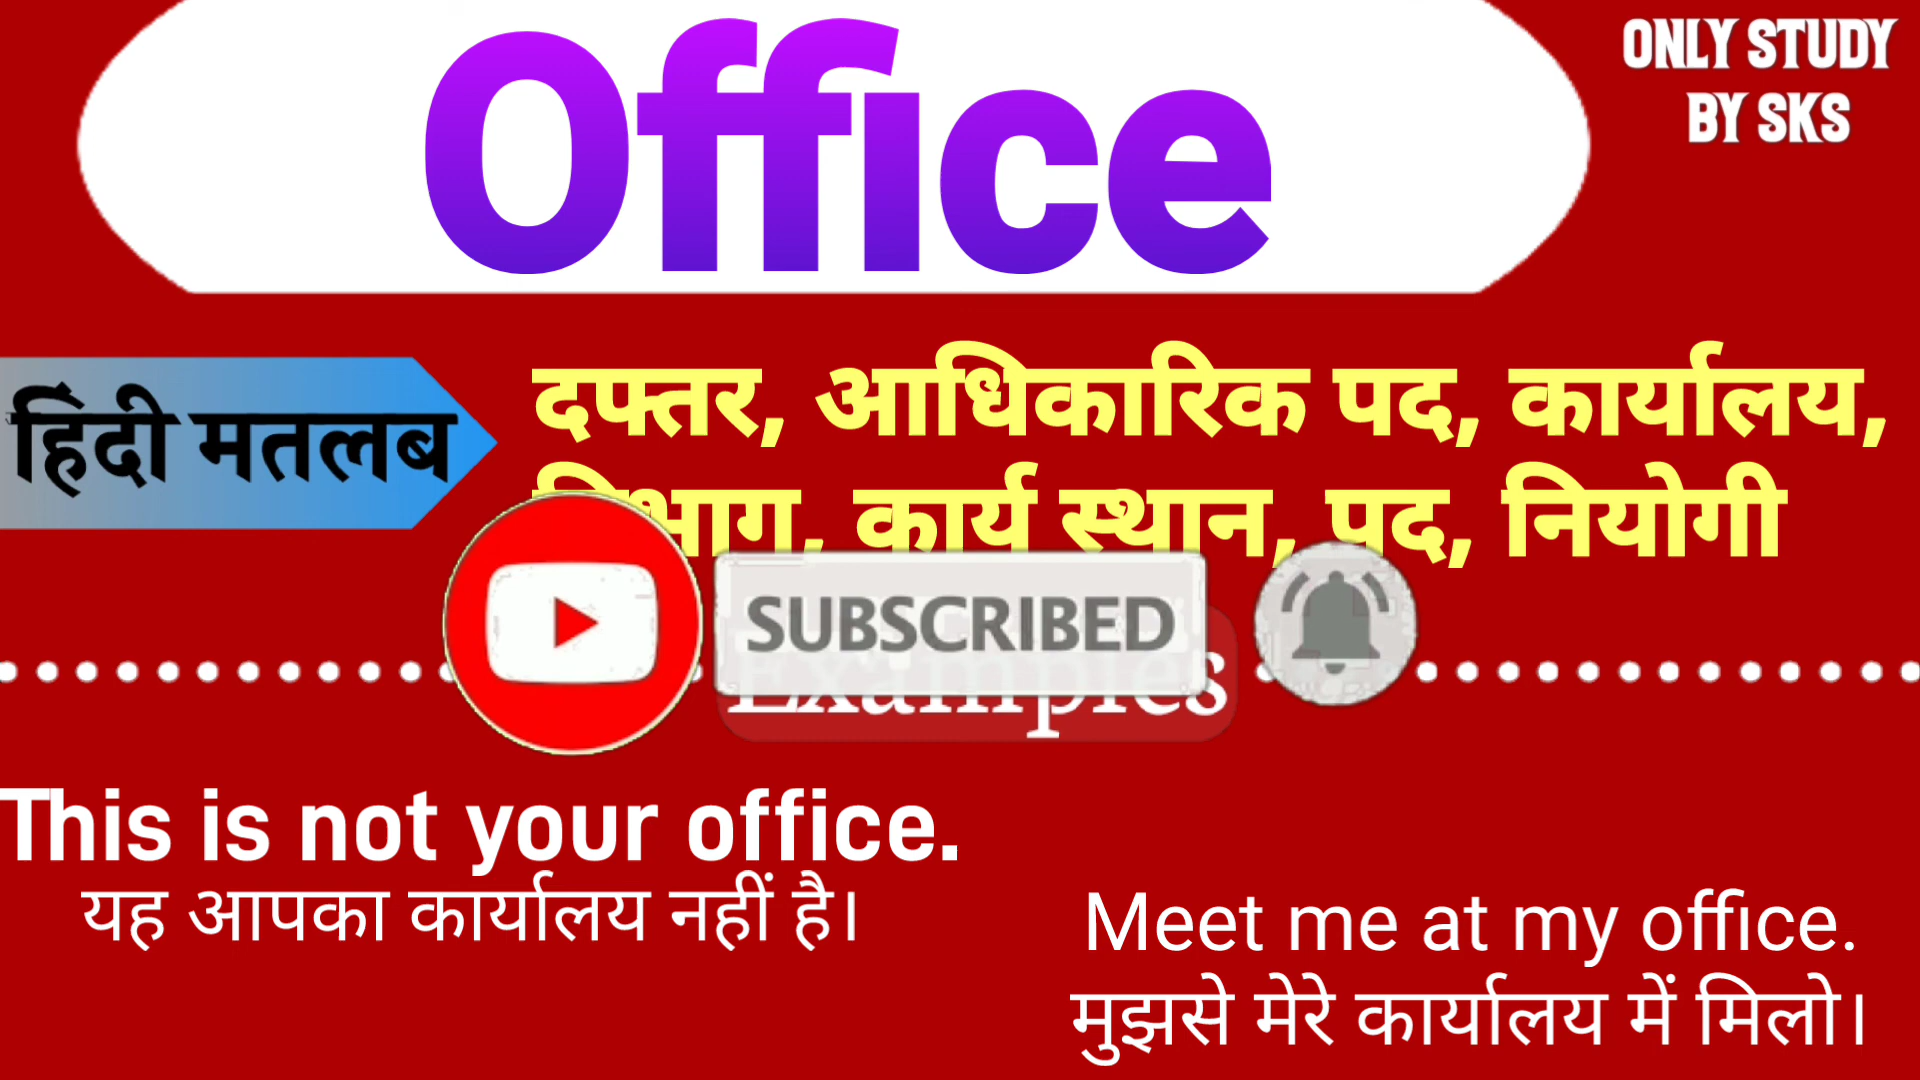 Office
ONLY STUDY
BY SKS
हिंदी मतलब
दफ्तर, आधिकारिक पद, कार्यालय,
विभाग, कार्य स्थान, पद, नियोगी
SUBSCRIBED
Examples
This is not your office.
यह आपका कार्यालय नहीं है।
Meet me at my office.
मुझसे मेरे कार्यालय में मिलो।